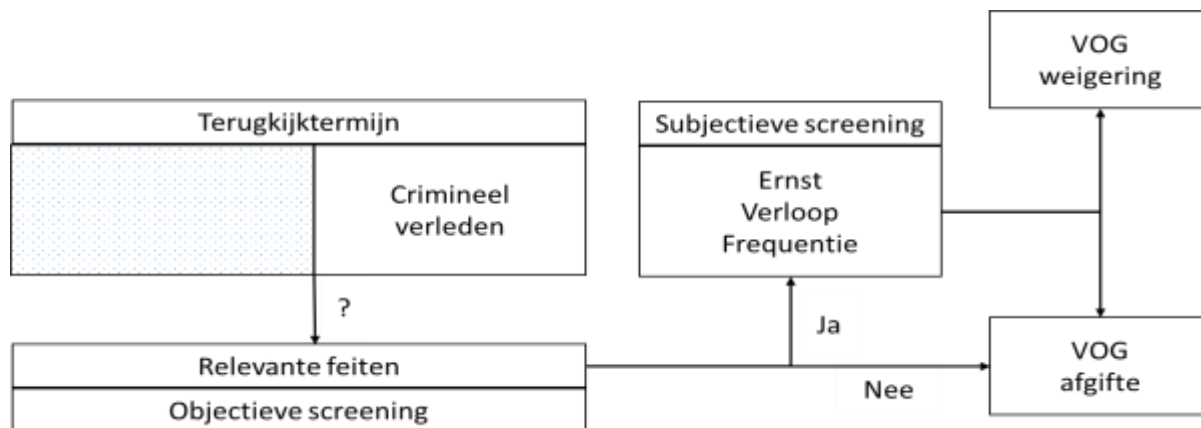 Terugkijktermijn
Crimineel
verleden
?
Relevante feiten
Objectieve screening
Subjectieve screening
Ernst
Verloop
Frequentie
Ja
Nee
VOG
weigering
VOG
afgifte